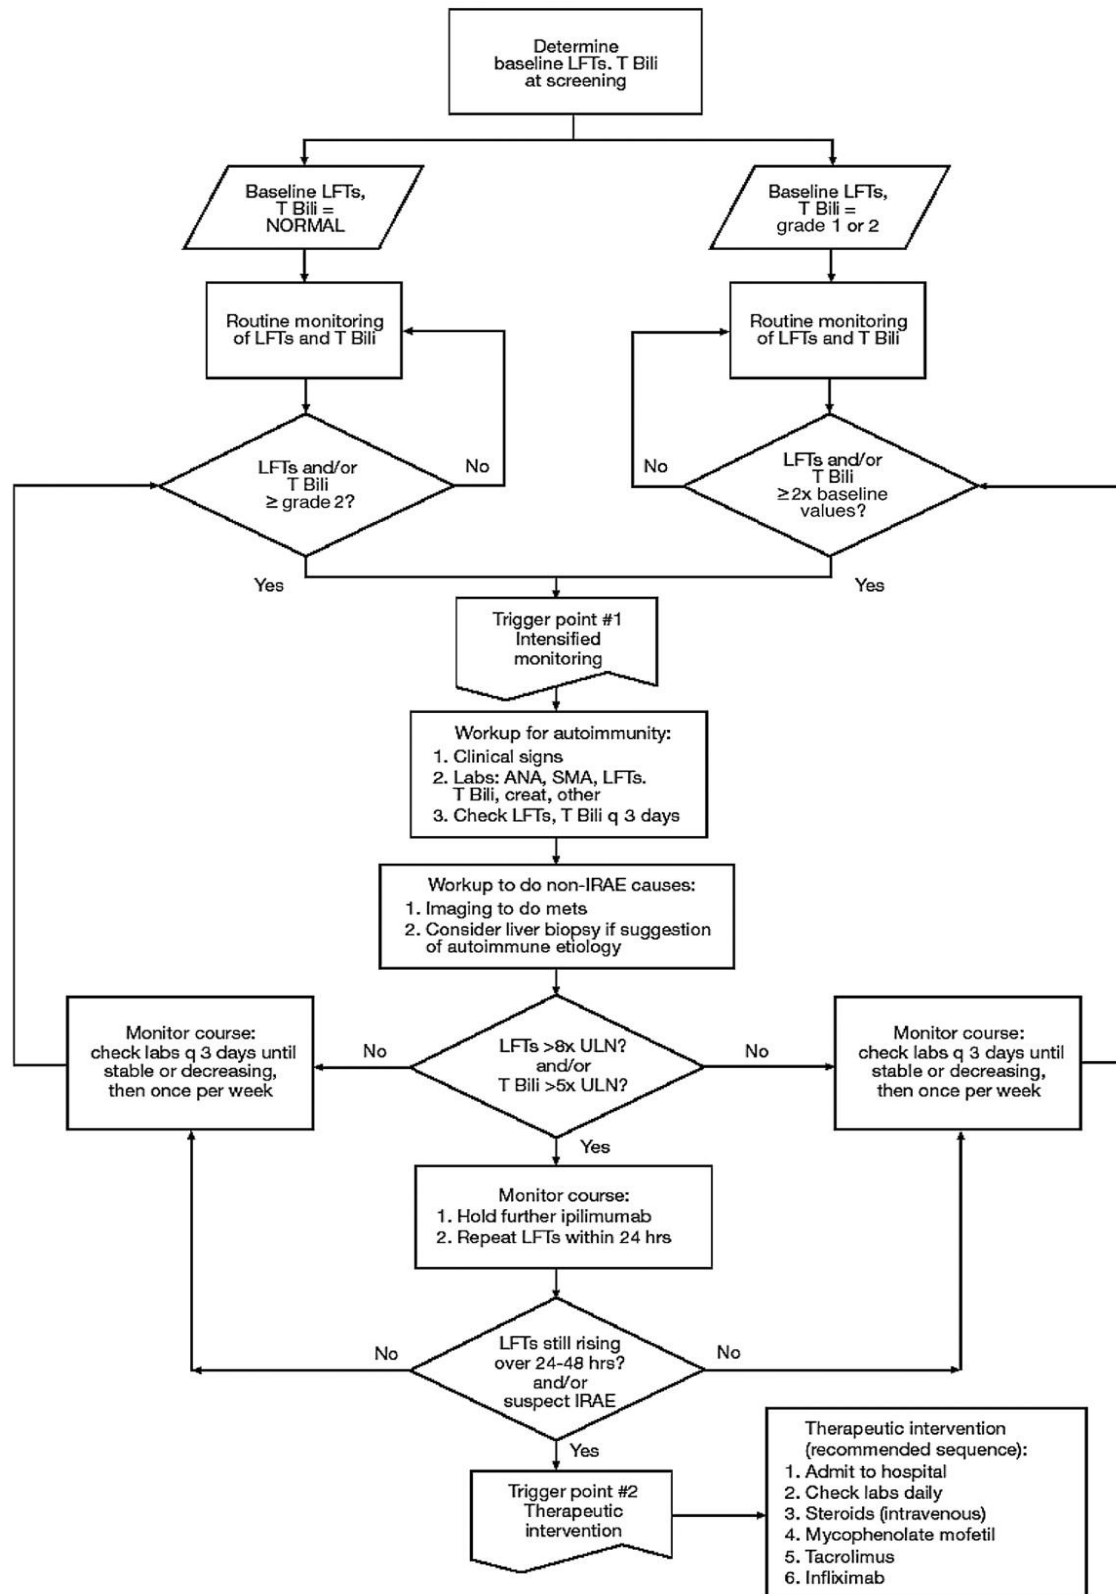 Determine
baseline LFTs. T Bili
at screening
Baseline LFTs,
T Bili =
NORMAL
Baseline LFTs,
T Bili =
grade 1 or 2
Routine monitoring
of LFTs and T Bili
Routine monitoring
of LFTs and T Bili
LFTs and/or
T Bili
≥ grade 2?
No
No
LFTs and/or
T Bili
≥2x baseline
values?
Yes
Yes
Trigger point #1
Intensified
monitoring
Workup for autoimmunity:
1. Clinical signs
2. Labs: ANA, SMA, LFTs.
T Bili, creat, other
3. Check LFTs, T Bili q 3 days
Workup to do non-IRAE causes:
1. Imaging to do mets
2. Consider liver biopsy if suggestion
of autoimmune etiology
Monitor course:
check labs q 3 days until
stable or decreasing,
then once per week
No
LFTs >8x ULN?
and/or
T Bili >5x ULN?
No
Monitor course:
check labs q 3 days until
stable or decreasing,
then once per week
Yes
Monitor course:
1. Hold further ipilimumab
2. Repeat LFTs within 24 hrs
No
LFTs still rising
over 24-48 hrs?
and/or
suspect IRAE
No
Yes
Trigger point #2
Therapeutic
intervention
Therapeutic intervention
(recommended sequence):
1. Admit to hospital
2. Check labs daily
3. Steroids (intravenous)
4. Mycophenolate mofetil
5. Tacrolimus
6. Infliximab